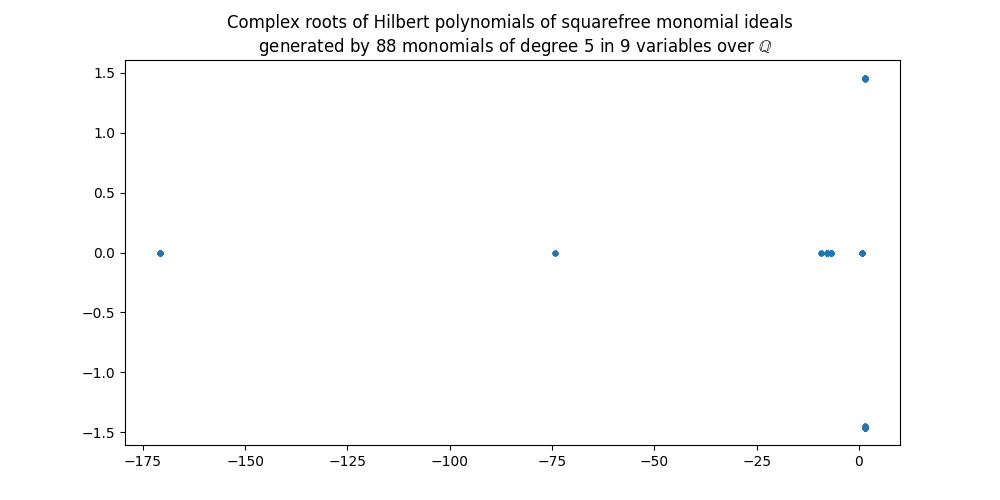 Complex roots of Hilbert polynomials of squarefree monomial ideals
generated by 88 monomials of degree 5 in 9 variables over ℚ
1.5
1.0
0.5
0.0
−0.5
−1.0
−1.5
−175 −150 −125 −100 −75 −50 −25 0